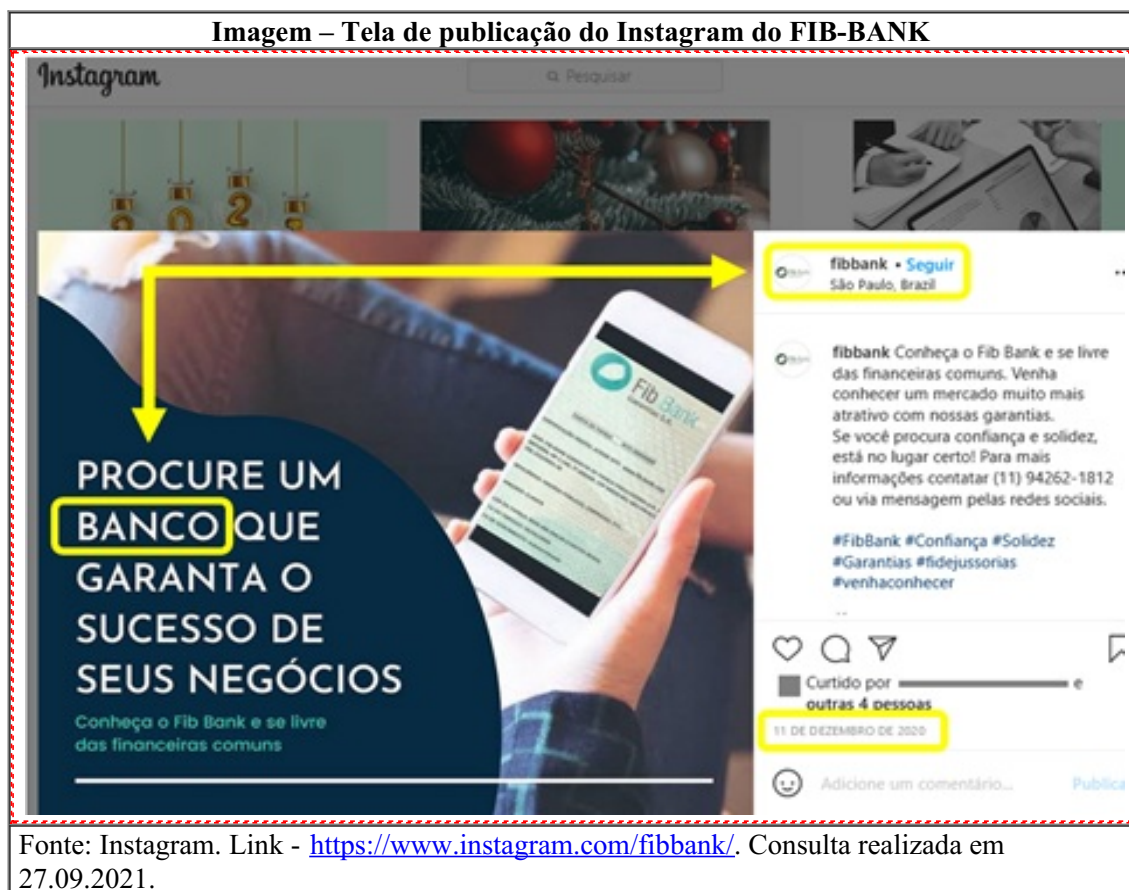 Imagem – Tela de publicação do Instagram do FIB-BANK
Instagram
Pesquisar
2 0 2
fibbank • Seguir
São Paulo, Brazil
fibbank Conheça o Fib Bank e se livre
das financeiras comuns. Venha
conhecer um mercado muito mais
atrativo com nossas garantias.
Se você procura confiança e solidez,
está no lugar certo! Para mais
informações contatar (11) 94262-1812
ou via mensagem pelas redes sociais.
#FibBank #Confiança #Solidez
#Garantias #fidejussorias
#venhaconhecer
Fib Bank
PROCURE UM
BANCO QUE
GARANTA O
SUCESSO DE
SEUS NEGÓCIOS
Conheça o Fib Bank e se livre
das financeiras comuns
Curtido por e
outras 4 pessoas
11 DE DEZEMBRO DE 2020
Adicione um comentário...
Publica
Fonte: Instagram. Link - https://www.instagram.com/fibbank/. Consulta realizada em
27.09.2021.